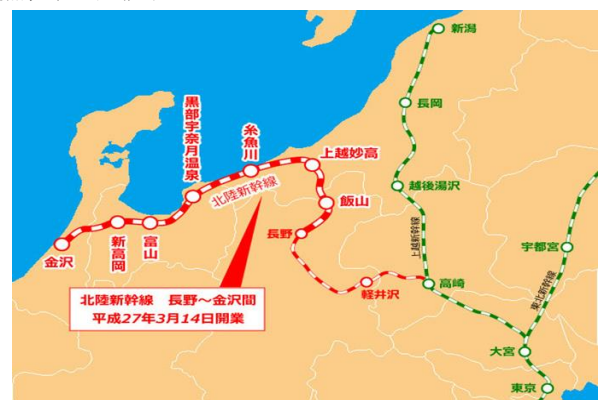 新潟
長岡
黒部宇奈月温泉
糸魚川
上越妙高
越後湯沢
北陸新幹線
飯山
新高岡
富山
長野
上越新幹線
宇都宮
金沢
軽井沢
高崎
東北新幹線
北陸新幹線 長野~金沢間
平成27年3月14日開業
大宮
東京